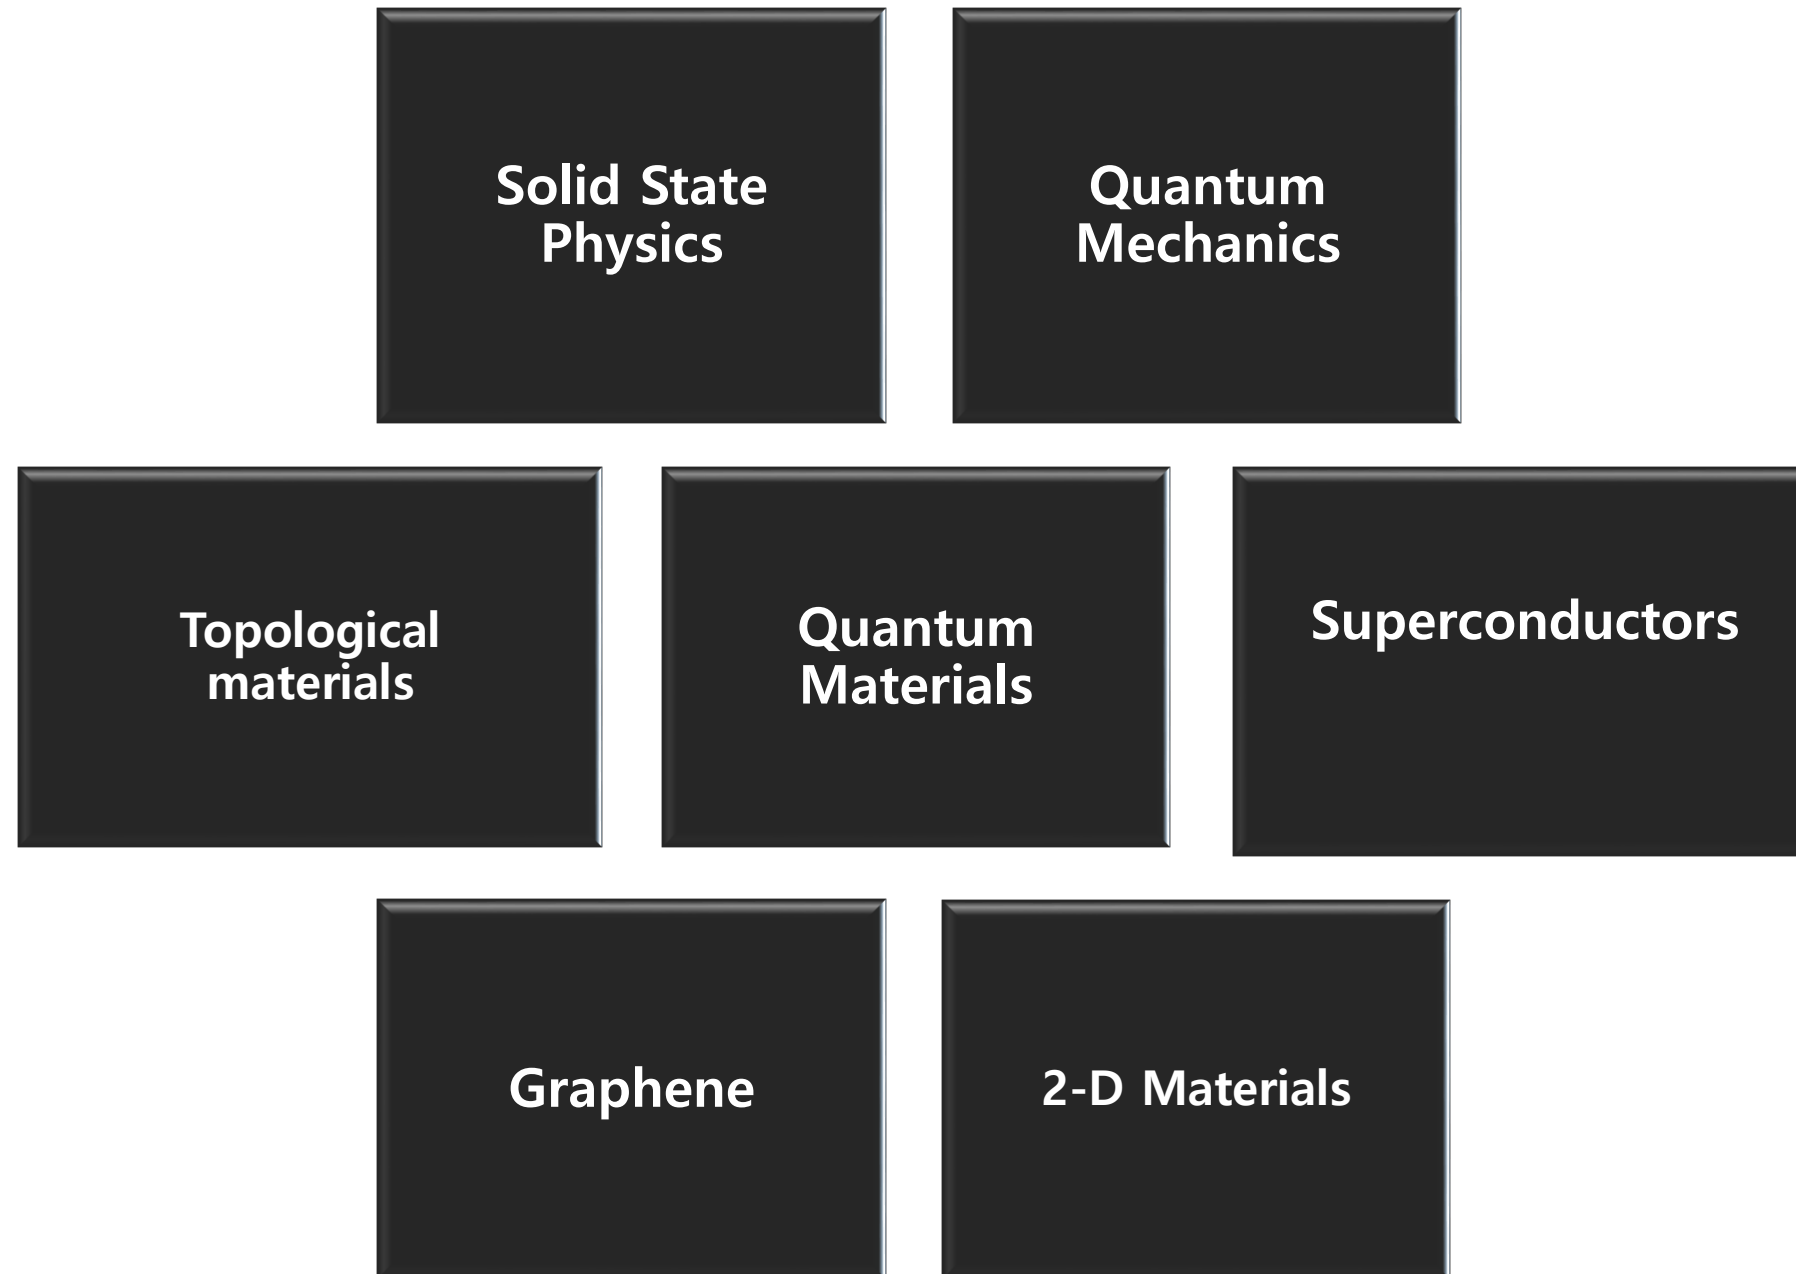 Solid State
Physics
Quantum
Mechanics
Topological
materials
Quantum
Materials
Superconductors
Graphene
2-D Materials